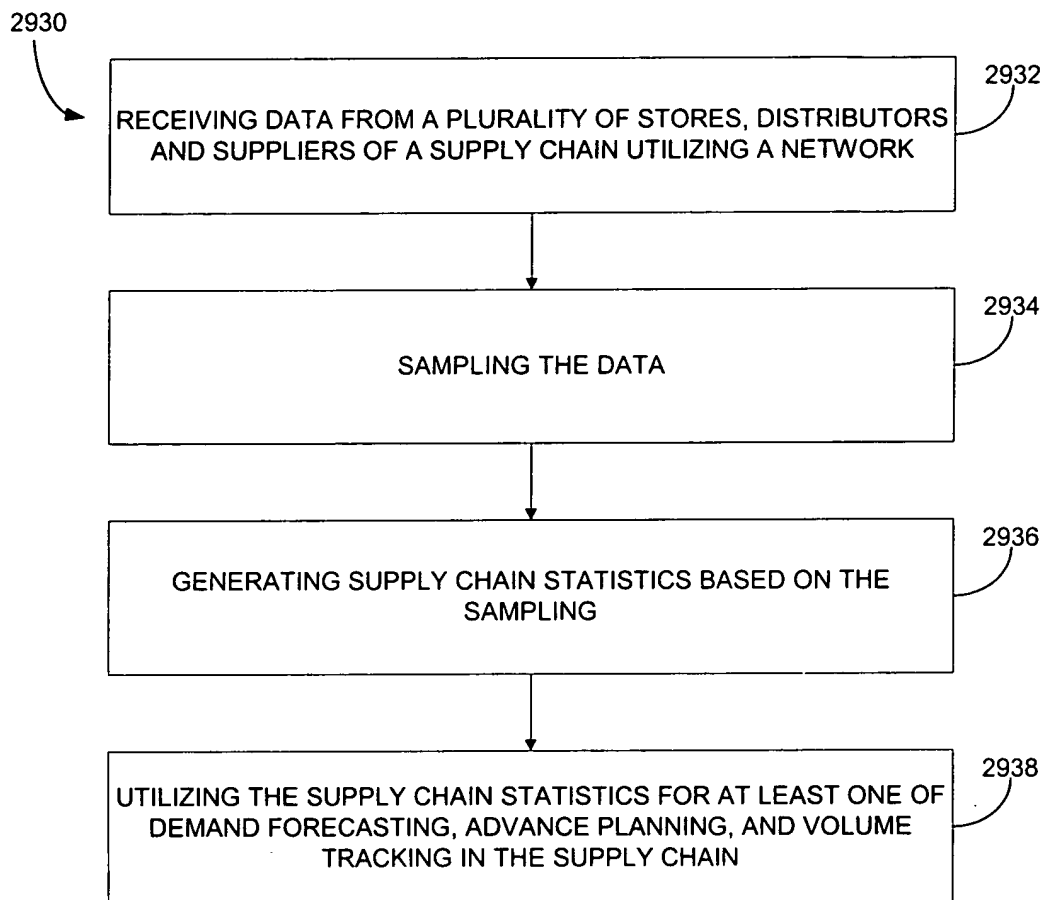 2930
2932
RECEIVING DATA FROM A PLURALITY OF STORES, DISTRIBUTORS
AND SUPPLIERS OF A SUPPLY CHAIN UTILIZING A NETWORK
2934
SAMPLING THE DATA
2936
GENERATING SUPPLY CHAIN STATISTICS BASED ON THE
SAMPLING
2938
UTILIZING THE SUPPLY CHAIN STATISTICS FOR AT LEAST ONE OF
DEMAND FORECASTING, ADVANCE PLANNING, AND VOLUME
TRACKING IN THE SUPPLY CHAIN